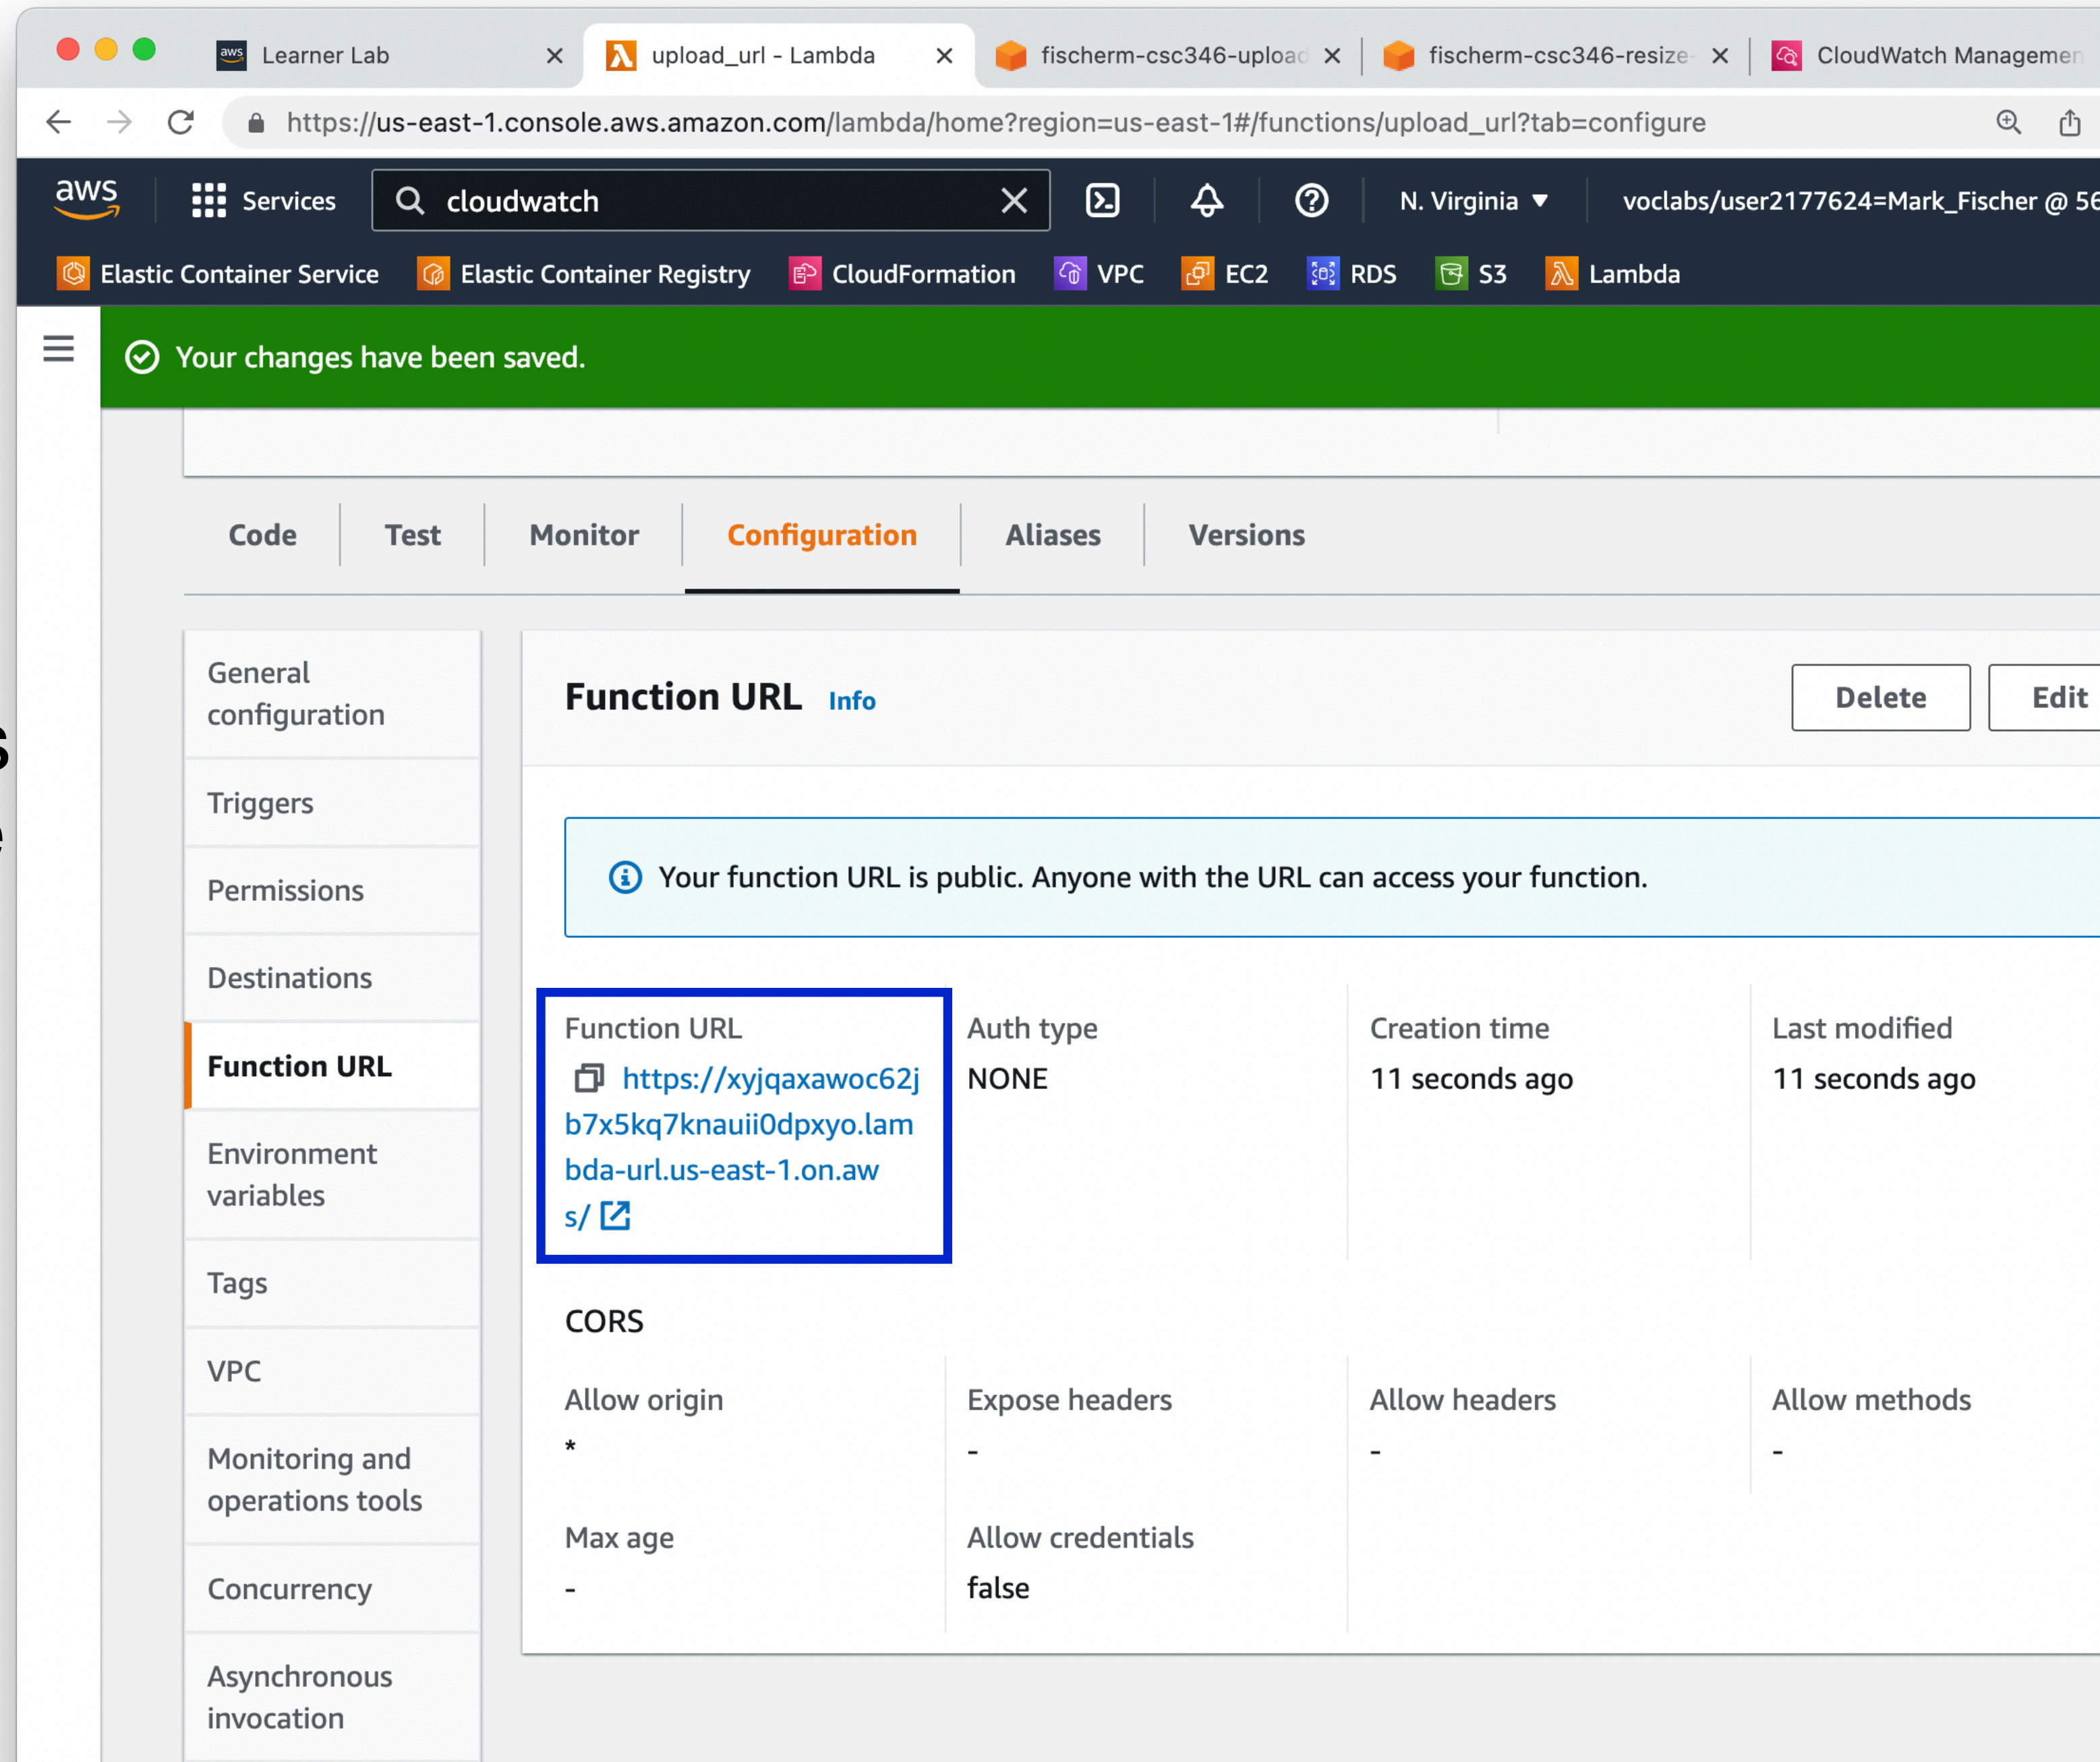 aws Learner Lab
upload_url - Lambda
fischerm-csc346-upload
fischerm-csc346-resize-
CloudWatch Managemen
https://us-east-1.console.aws.amazon.com/lambda/home?region=us-east-1#/functions/upload_url?tab=configure
aws
Services
cloudwatch
N. Virginia ▼
voclabs/user2177624=Mark_Fischer @ 56
Elastic Container Service
Elastic Container Registry
CloudFormation
VPC
EC2
RDS
S3
Lambda
Your changes have been saved.
Code
Test
Monitor
Configuration
Aliases
Versions
s
e
General
configuration
Triggers
Permissions
Destinations
Function URL
Environment
variables
Tags
VPC
Monitoring and
operations tools
Concurrency
Asynchronous
invocation
Function URL Info
Delete
Edit
Your function URL is public. Anyone with the URL can access your function.
Function URL
https://xyjqaxawoc62j
b7x5kq7knauii0dpxyo.lam
bda-url.us-east-1.on.aw
s/
Auth type
NONE
Creation time
11 seconds ago
Last modified
11 seconds ago
CORS
Allow origin
*
Expose headers
-
Allow headers
-
Allow methods
-
Max age
-
Allow credentials
false